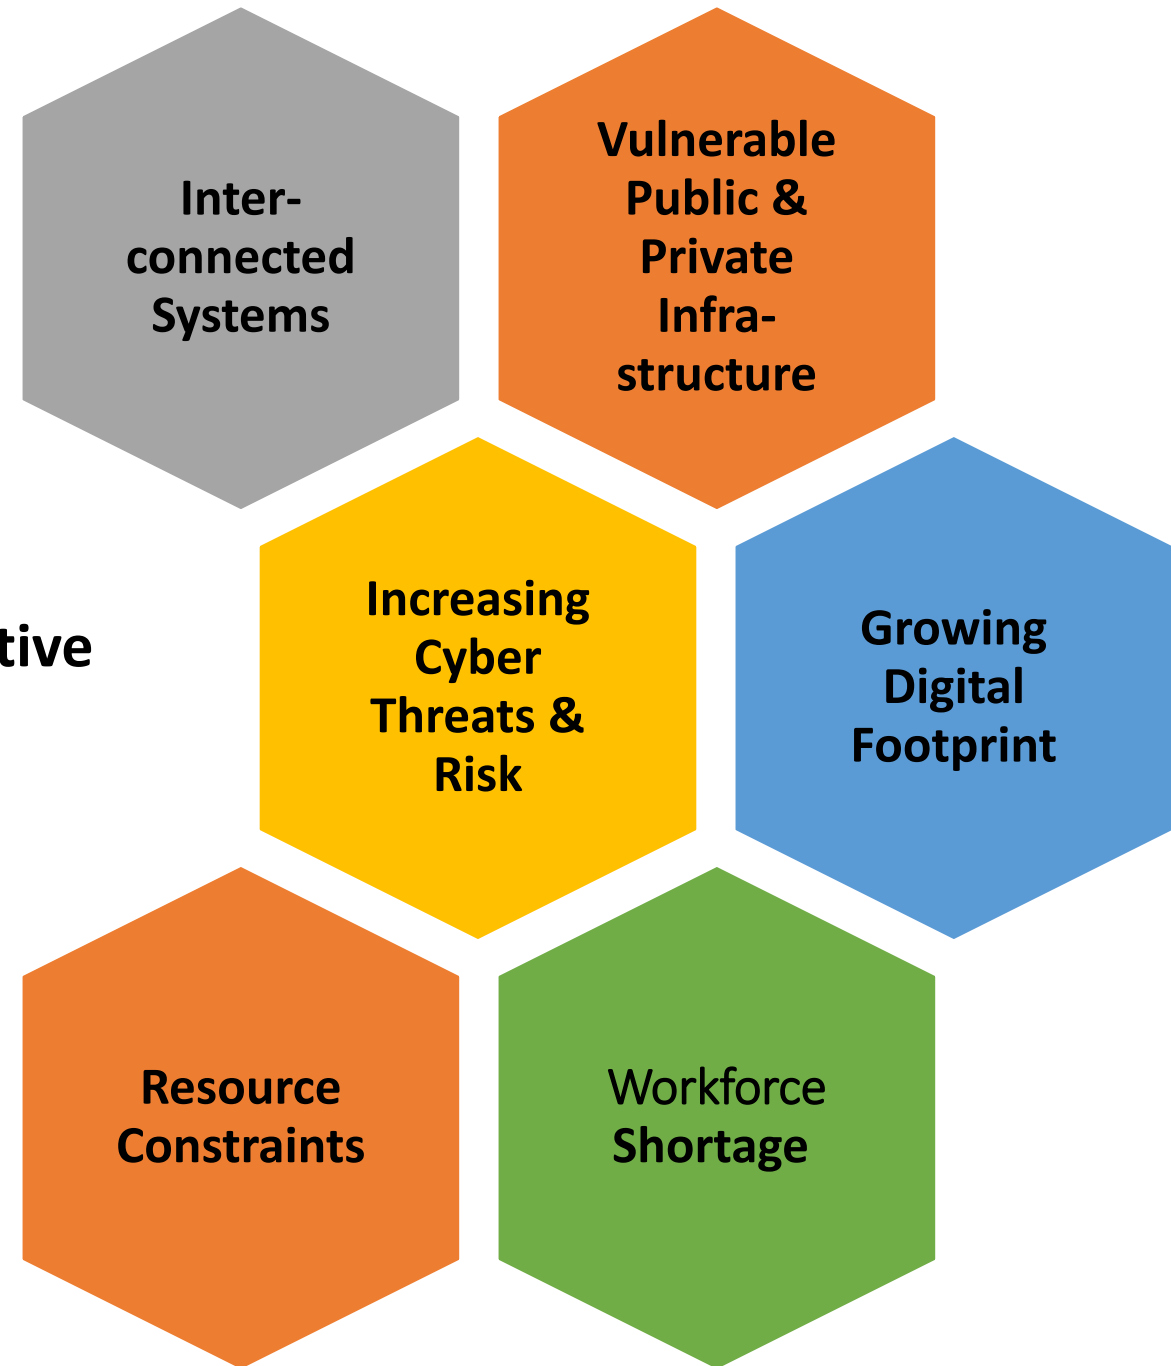 Inter-
connected
Systems
Vulnerable
Public &
Private
Infra-
structure
tive
Increasing
Cyber
Threats &
Risk
Growing
Digital
Footprint
Resource
Constraints
Workforce
Shortage